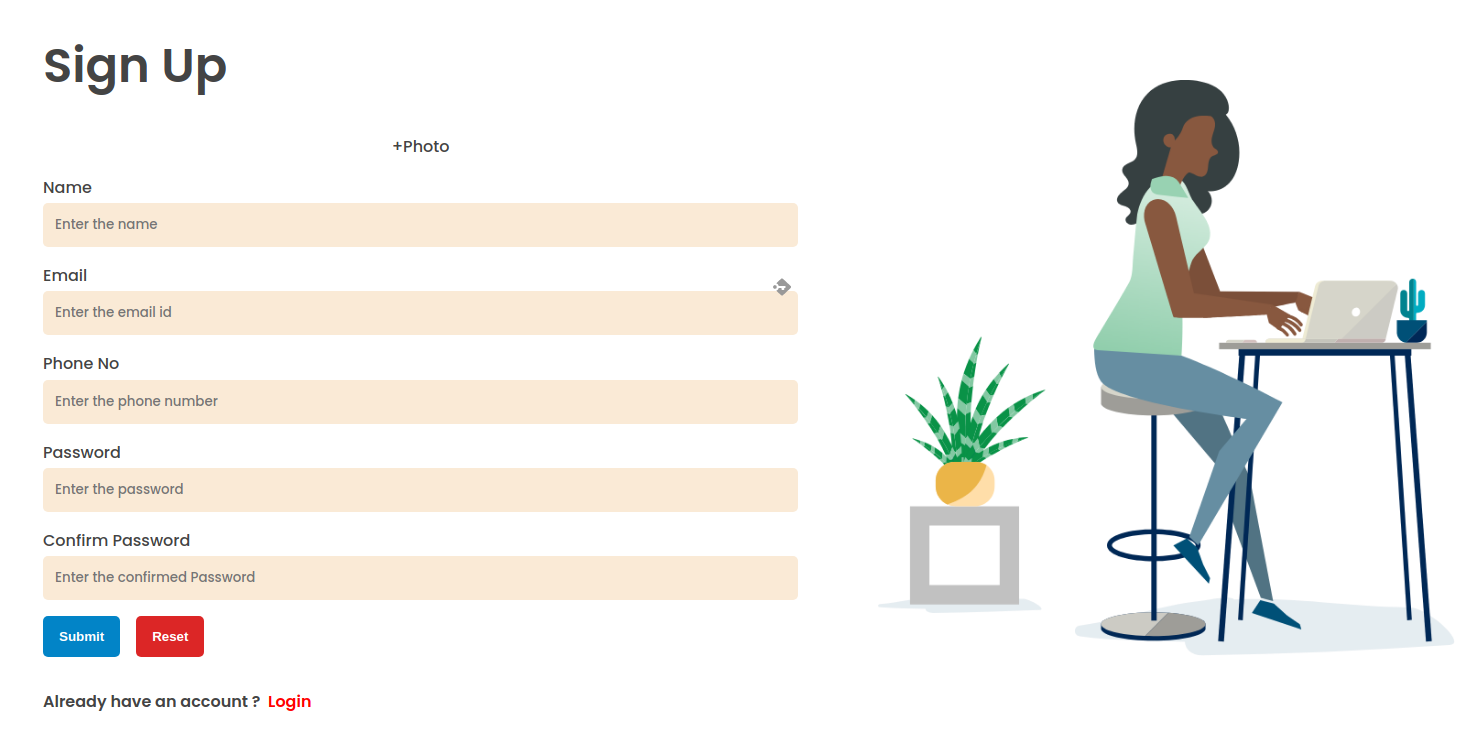 Sign Up
+Photo
Name
Enter the name
Email
Enter the email id
Phone No
Enter the phone number
Password
Enter the password
Confirm Password
Enter the confirmed Password
Submit Reset
Already have an account ? Login